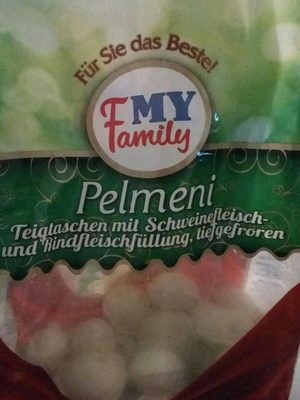 Für Sie das Beste!
MY
Family
Pelmeni
Teigtaschen mit Schweinefleisch-
und Rindfleischfüllung, tiefgefroren